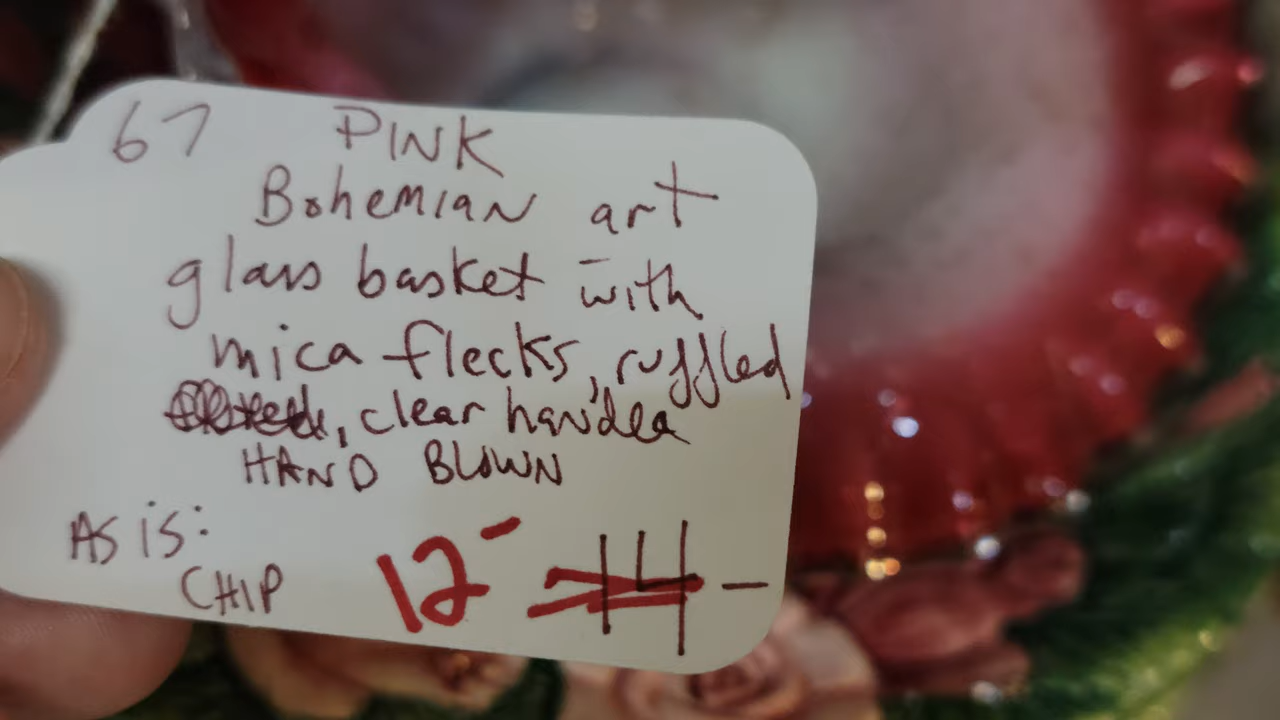 67 PINK
Bohemian art
glass basket with
mica flecks, ruffled
, clear handle
HAND BLOWN
AS is:
CHIP
12- 14-